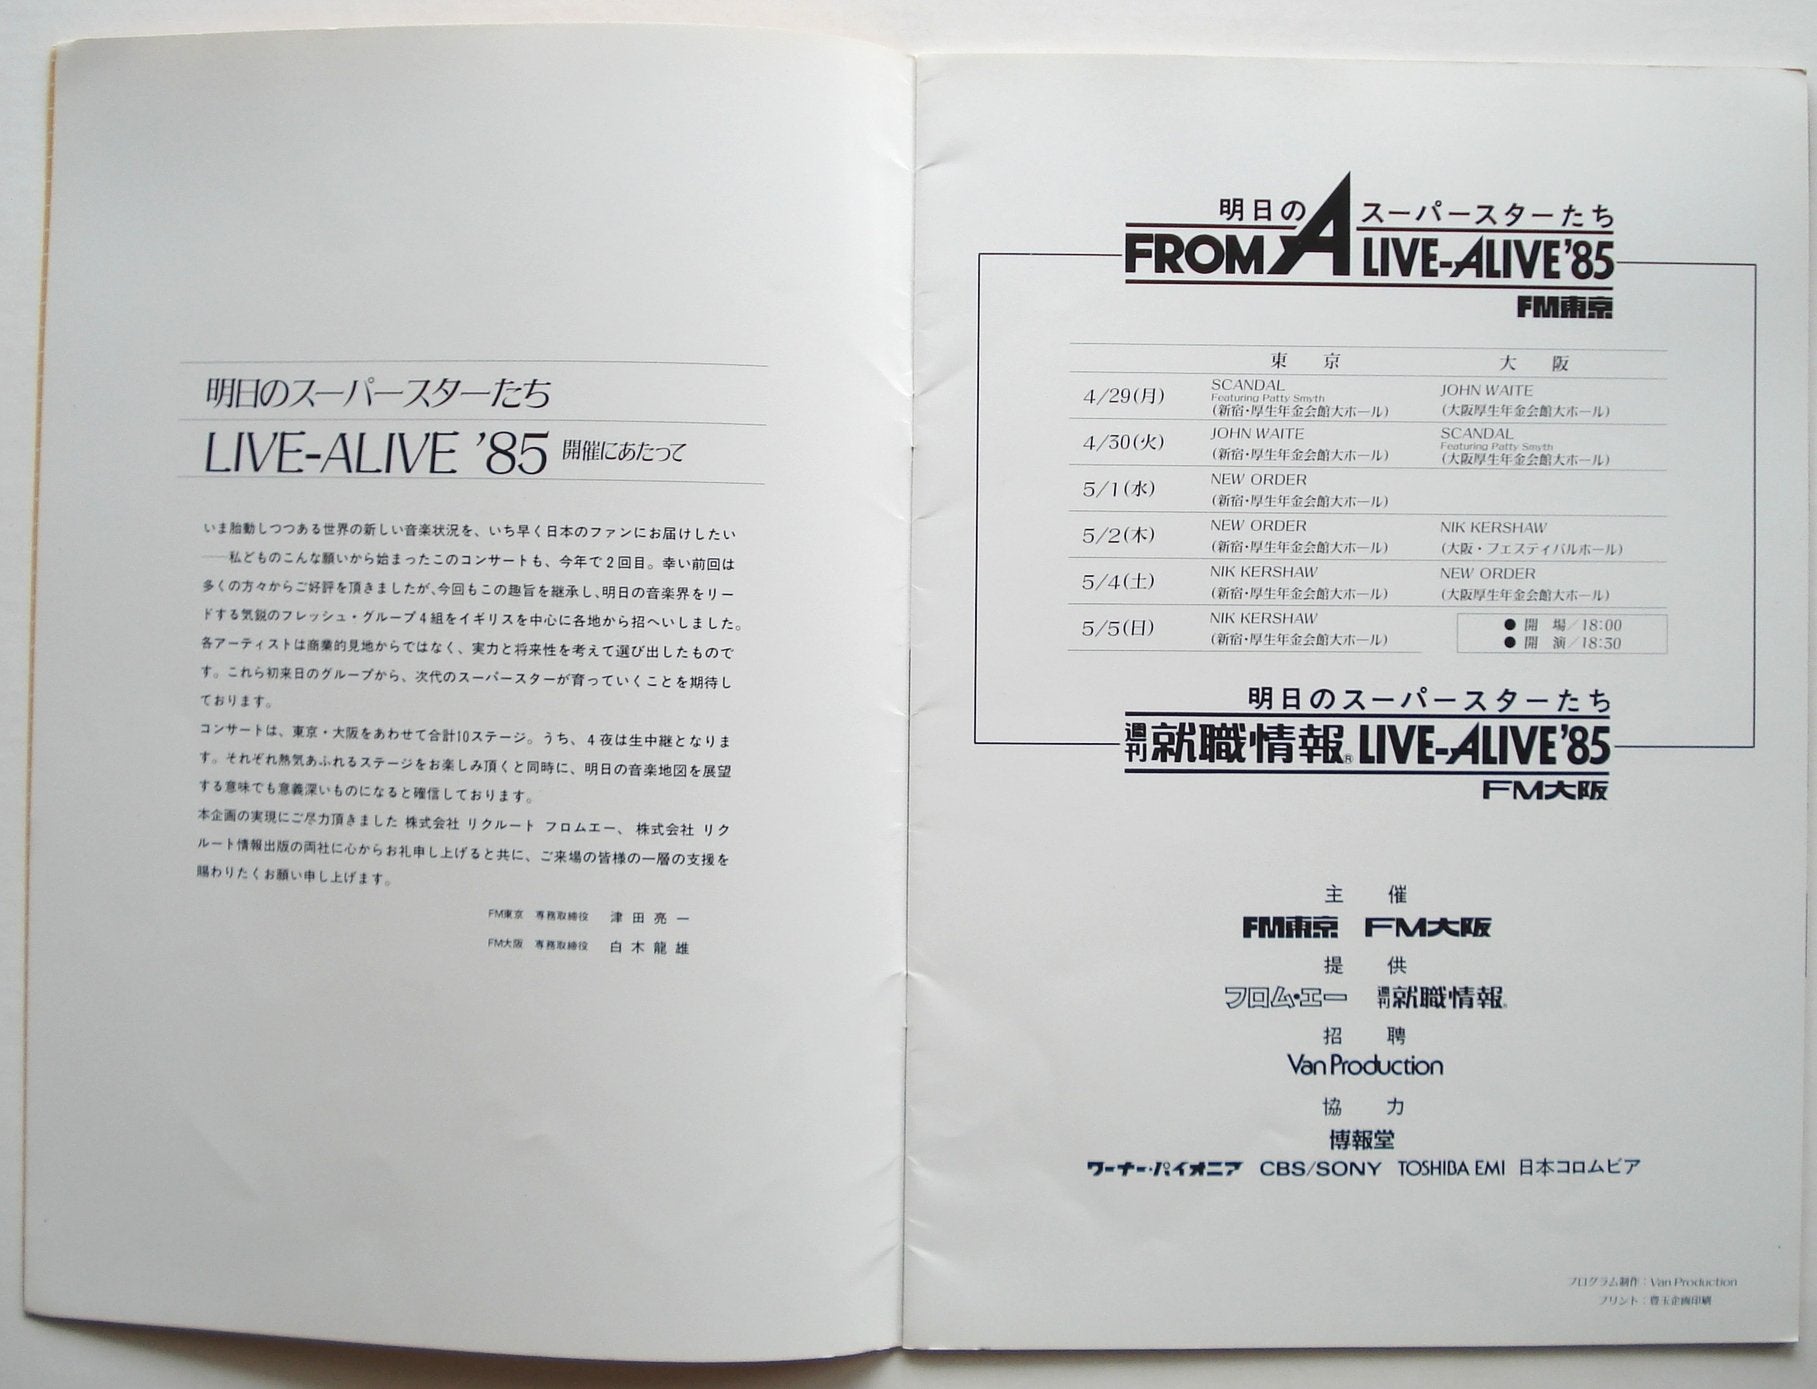 明日のスーパースターたち
LIVE-ALIVE '85 開催にあたって
いま胎動しつつある世界の新しい音楽状況を、いち早く日本のファンにお届けしたい
──私どものこんな願いから始まったこのコンサートも、今年で2回目。幸い前回は
多くの方々からご好評を頂きましたが、今回もこの趣旨を継承し、明日の音楽界をリー
ドする気鋭のフレッシュ・グループ4組をイギリスを中心に各地から招へいしました。
各アーティストは商業的見地からではなく、実力と将来性を考えて選び出したもので
す。これら初来日のグループから、次代のスーパースターが育っていくことを期待し
ております。
コンサートは、東京・大阪をあわせて合計10ステージ。うち、4夜は生中継となりま
す。それぞれ熱気あふれるステージをお楽しみ頂くと同時に、明日の音楽地図を展望
する意味でも意義深いものになると確信しております。
本企画の実現にご尽力頂きました 株式会社 リクルート フロムエー、株式会社 リク
ルート情報出版の両社に心からお礼申し上げると共に、ご来場の皆様の一層の支援を
賜わりたくお願い申し上げます。
FM東京 専務取締役 津田亮一
FM大阪 専務取締役 白木龍雄
明日の スーパースターたち
FROM A LIVE-ALIVE '85
FM東京
東京 大阪
4/29(月) SCANDAL Featuring Patty Smyth (新宿・厚生年金会館大ホール) JOHN WAITE (大阪厚生年金会館大ホール)
4/30(火) JOHN WAITE (新宿・厚生年金会館大ホール) SCANDAL Featuring Patty Smyth (大阪厚生年金会館大ホール)
5/1(水) NEW ORDER (新宿・厚生年金会館大ホール)
5/2(木) NEW ORDER (新宿・厚生年金会館大ホール) NIK KERSHAW (大阪・フェスティバルホール)
5/4(土) NIK KERSHAW (新宿・厚生年金会館大ホール) NEW ORDER (大阪厚生年金会館大ホール)
5/5(日) NIK KERSHAW (新宿・厚生年金会館大ホール)
● 開 場/18:00
● 開 演/18:30
明日のスーパースターたち
週刊就職情報® LIVE-ALIVE '85
FM大阪
主催
FM東京 FM大阪
提供
フロム・エー 週刊就職情報®
招聘
Van Production
協力
博報堂
ワーナー・パイオニア CBS/SONY TOSHIBA EMI 日本コロムビア
プログラム制作：Van Production
プリント：豊玉企画印刷